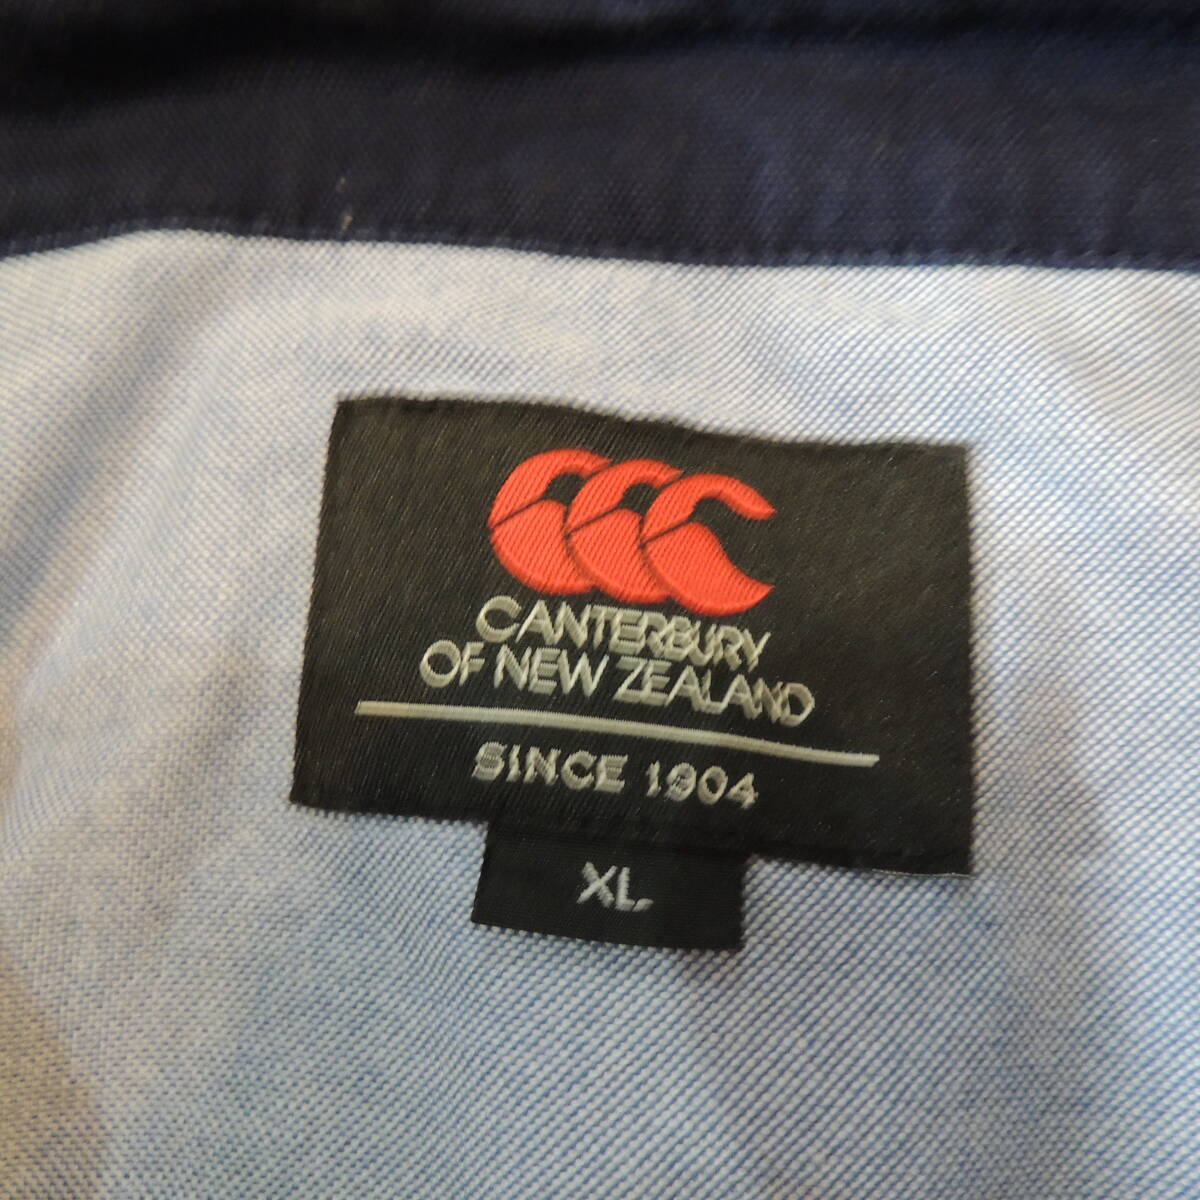 CANTERBURY
OF NEW ZEALAND
SINCE 1904
XL